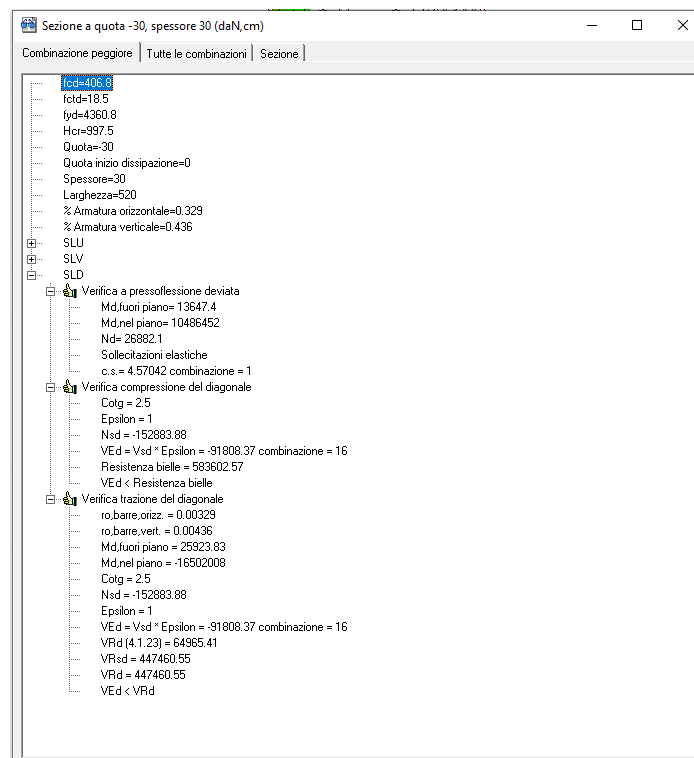 Sezione a quota -30, spessore 30 (daN,cm)
Combinazione peggiore Tutte le combinazioni Sezione
fcd=406.8
fctd=18.5
fyd=4360.8
Hcr=997.5
Quota=-30
Quota inizio dissipazione=0
Spessore=30
Larghezza=520
% Armatura orizzontale=0.329
% Armatura verticale=0.436
SLU
SLV
SLD
Verifica a pressoflessione deviata
Md,fuori piano= 13647.4
Md,nel piano= 10486452
Nd= 26882.1
Sollecitazioni elastiche
c.s.= 4.57042 combinazione = 1
Verifica compressione del diagonale
Cotg = 2.5
Epsilon = 1
Nsd = -152883.88
VEd = Vsd * Epsilon = -91808.37 combinazione = 16
Resistenza bielle = 583602.57
VEd < Resistenza bielle
Verifica trazione del diagonale
ro,barre,orizz. = 0.00329
ro,barre,vert. = 0.00436
Md,fuori piano = 25923.83
Md,nel piano = -16502008
Cotg = 2.5
Nsd = -152883.88
Epsilon = 1
VEd = Vsd * Epsilon = -91808.37 combinazione = 16
VRd (4.1.23) = 64965.41
VRsd = 447460.55
VRd = 447460.55
VEd < VRd